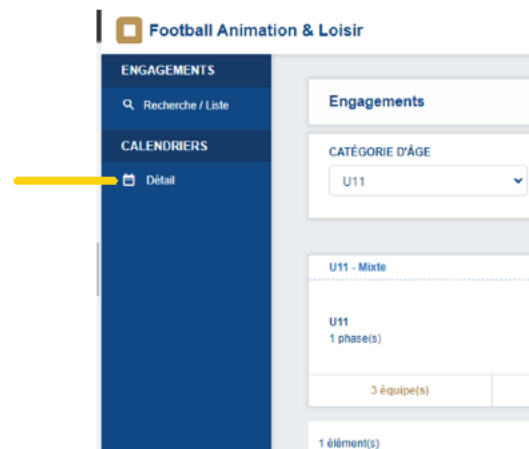 Football Animation & Loisir
ENGAGEMENTS
Recherche / Liste
CALENDRIERS
Détail
Engagements
CATÉGORIE D'ÂGE
U11
U11 - Mixte
U11
1 phase(s)
3 équipe(s)
1 élément(s)